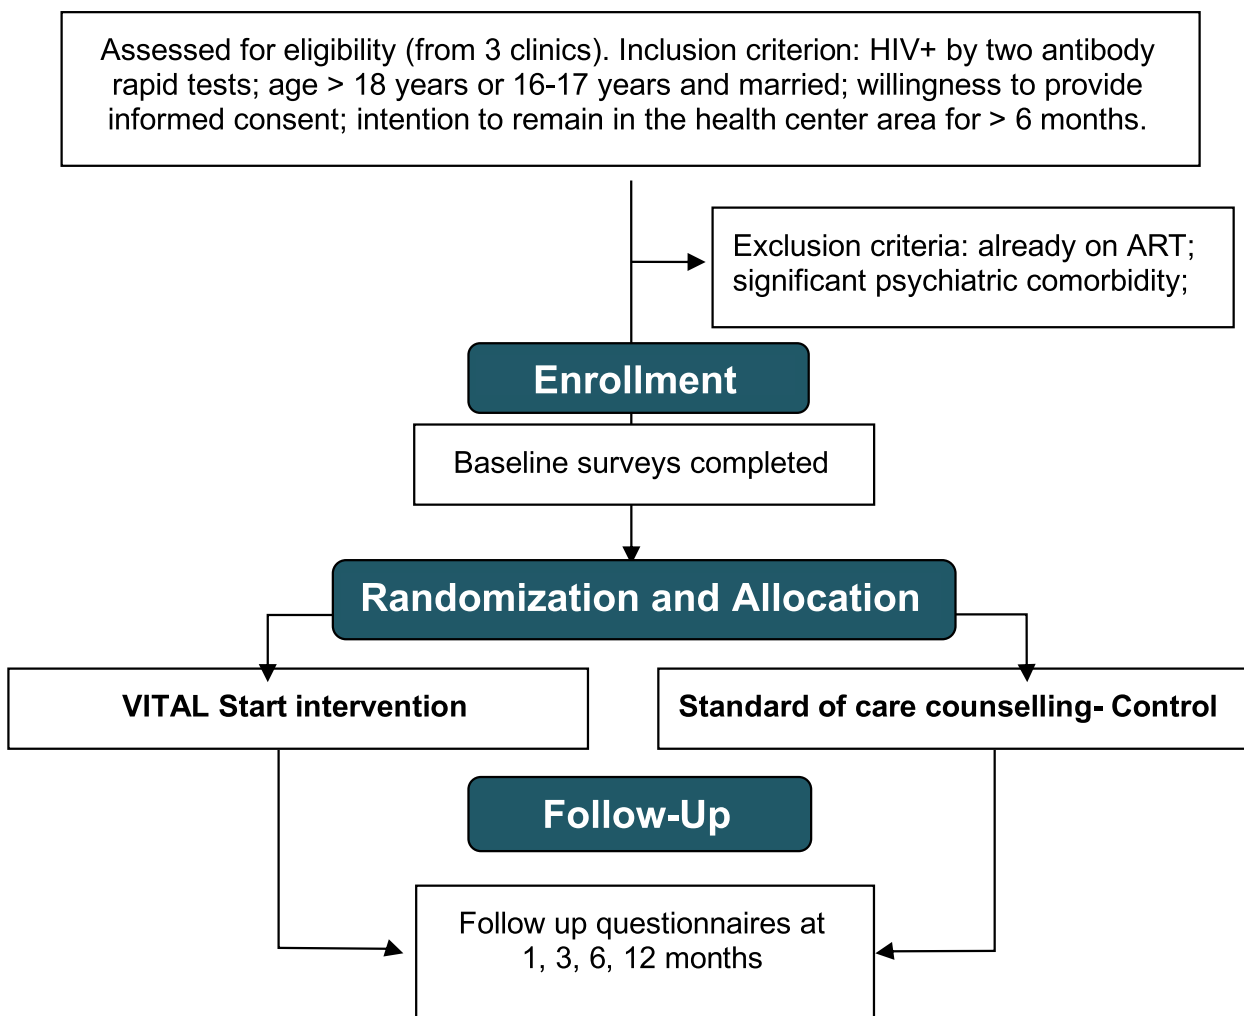 Assessed for eligibility (from 3 clinics). Inclusion criterion: HIV+ by two antibody
rapid tests; age > 18 years or 16-17 years and married; willingness to provide
informed consent; intention to remain in the health center area for > 6 months.
Exclusion criteria: already on ART;
significant psychiatric comorbidity;
Enrollment
Baseline surveys completed
Randomization and Allocation
VITAL Start intervention
Standard of care counselling- Control
Follow-Up
Follow up questionnaires at
1, 3, 6, 12 months